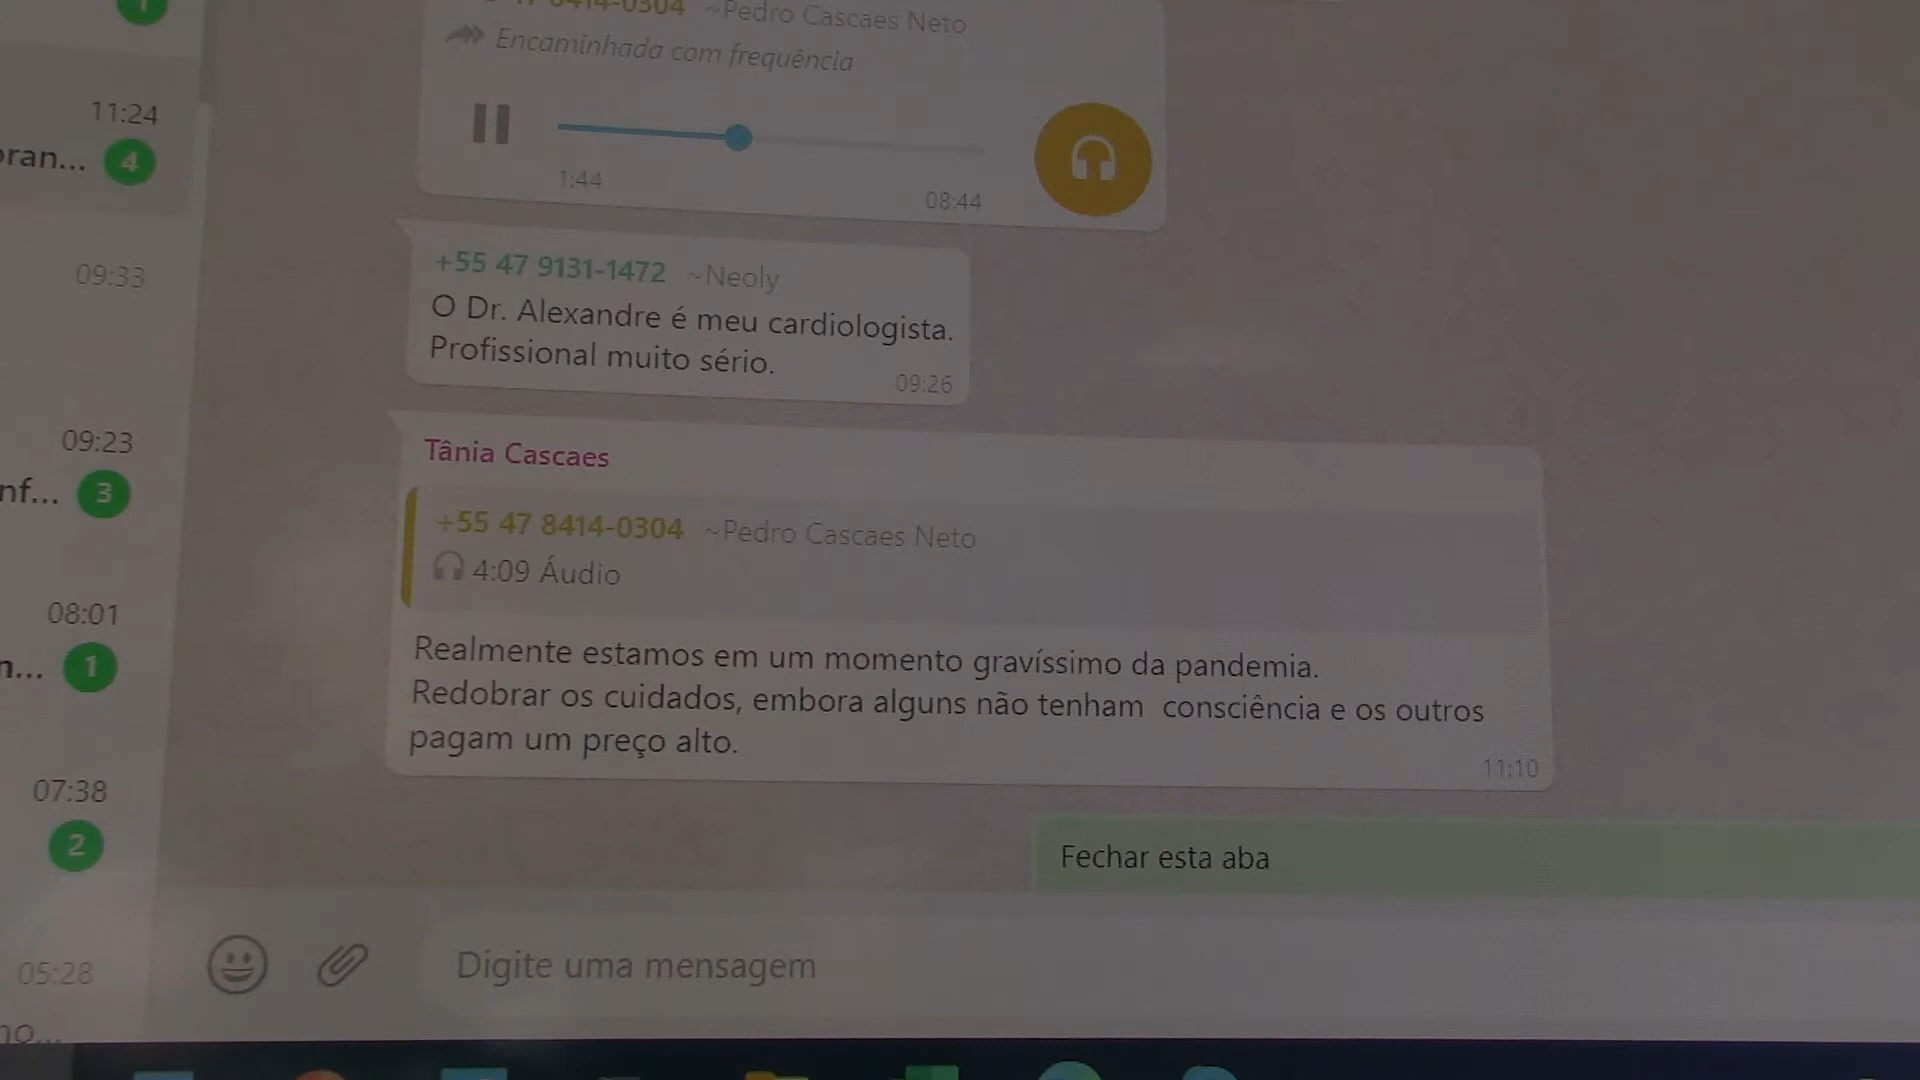 8414-0304 ~Pedro Cascaes Neto
Encaminhada com frequência
1:44
08:44
+55 47 9131-1472 ~Neoly
O Dr. Alexandre é meu cardiologista.
Profissional muito sério.
09:26
Tânia Cascaes
+55 47 8414-0304 ~Pedro Cascaes Neto
4:09 Áudio
Realmente estamos em um momento gravíssimo da pandemia.
Redobrar os cuidados, embora alguns não tenham consciência e os outros
pagam um preço alto.
11:10
Fechar esta aba
Digite uma mensagem
1
11:24
4
09:33
09:23
nf... 3
08:01
1
07:38
2
05:28